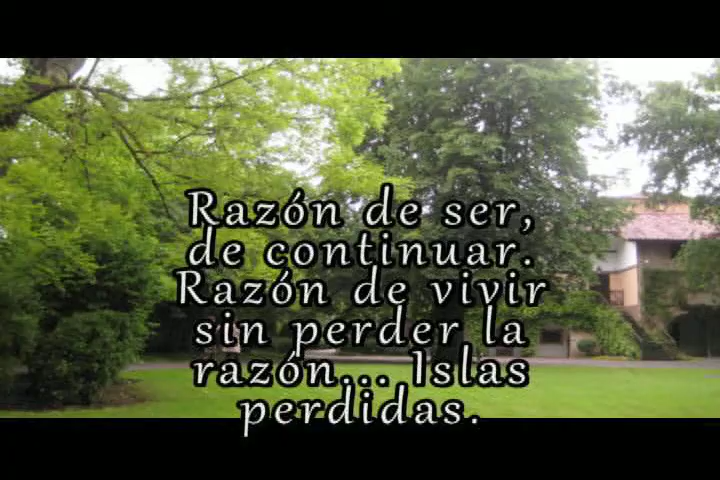 Razón de ser,
de continuar.
Razón de vivir
sin perder la
razón... Islas
perdidas.